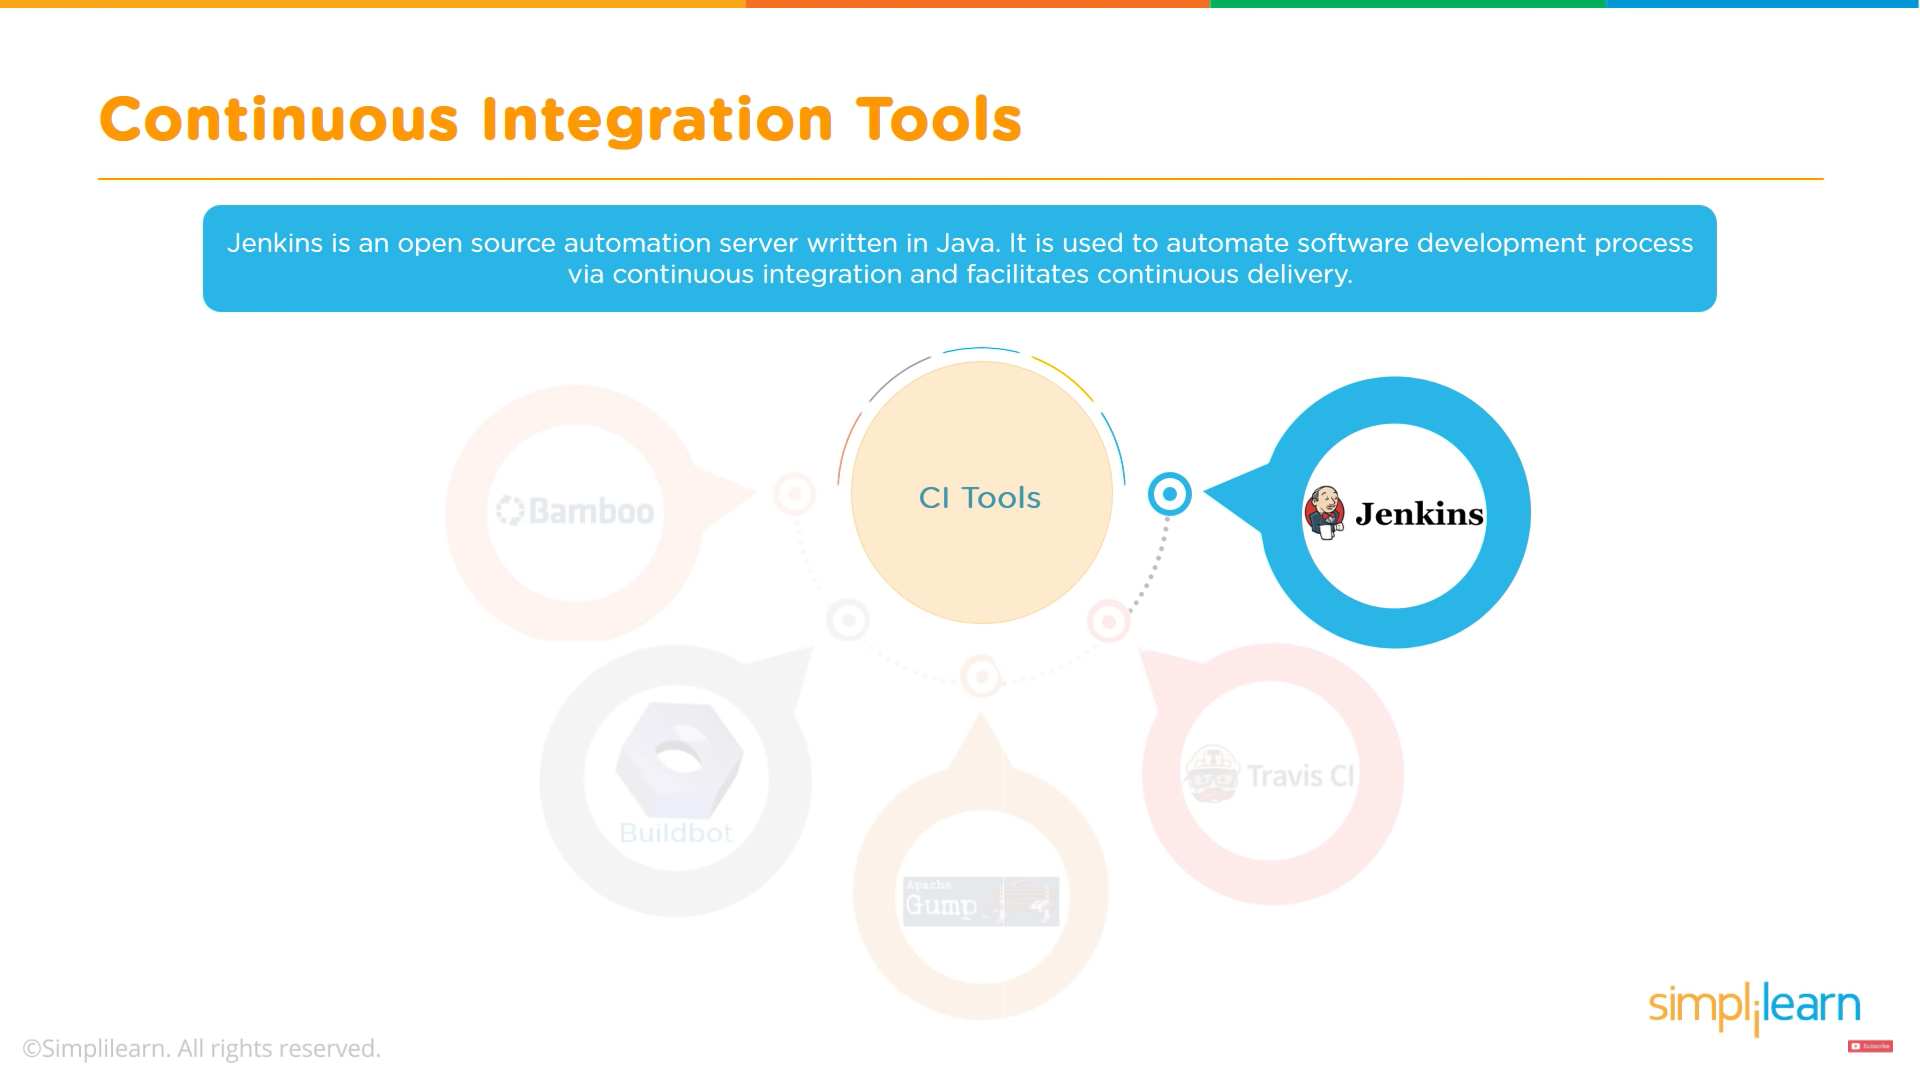 Continuous Integration Tools
Jenkins is an open source automation server written in Java. It is used to automate software development process
via continuous integration and facilitates continuous delivery.
CI Tools
Bamboo
Jenkins
Buildbot
Travis CI
Apache
Gump
simplilearn
©Simplilearn. All rights reserved.
Subscribe